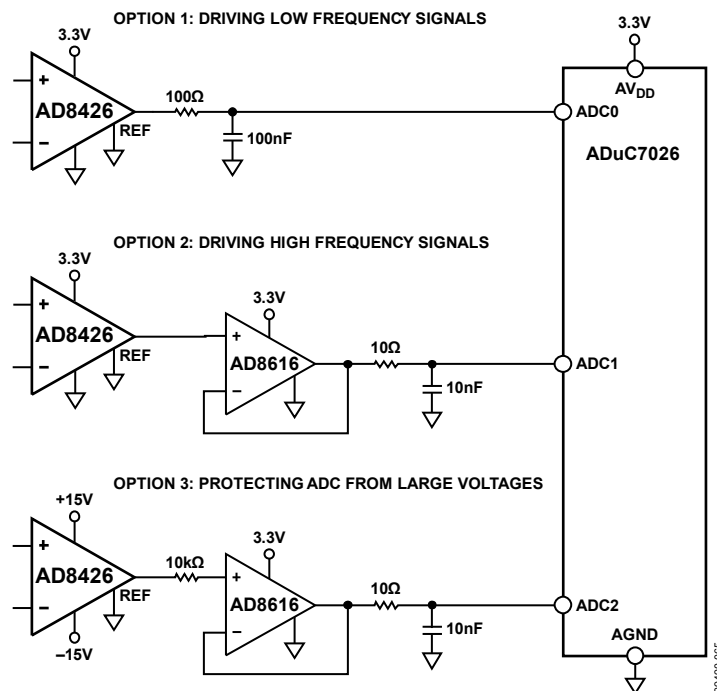 OPTION 1: DRIVING LOW FREQUENCY SIGNALS
3.3V
3.3V
AVDD
+
AD8426
−
REF
100Ω
100nF
ADC0
ADuC7026
OPTION 2: DRIVING HIGH FREQUENCY SIGNALS
3.3V
+
AD8426
−
REF
3.3V
+
AD8616
−
10Ω
10nF
ADC1
OPTION 3: PROTECTING ADC FROM LARGE VOLTAGES
+15V
+
AD8426
−
REF
−15V
10kΩ
3.3V
+
AD8616
−
10Ω
10nF
ADC2
AGND